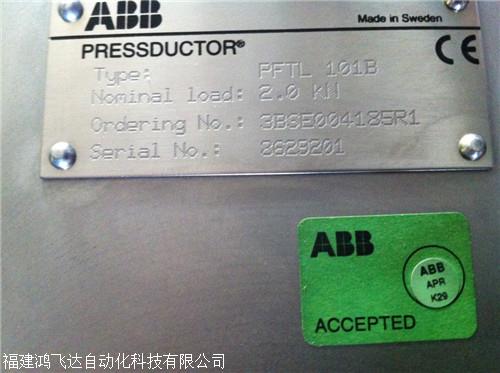 ABB
Made in Sweden
PRESSDUCTOR®
CE
Type: PFTL 101B
Nominal load: 2.0 kN
Ordering No.: 3BSE004185R1
Serial No.: 2629201
ABB
ABB
APR
K29
ACCEPTED
福建鸿飞达自动化科技有限公司